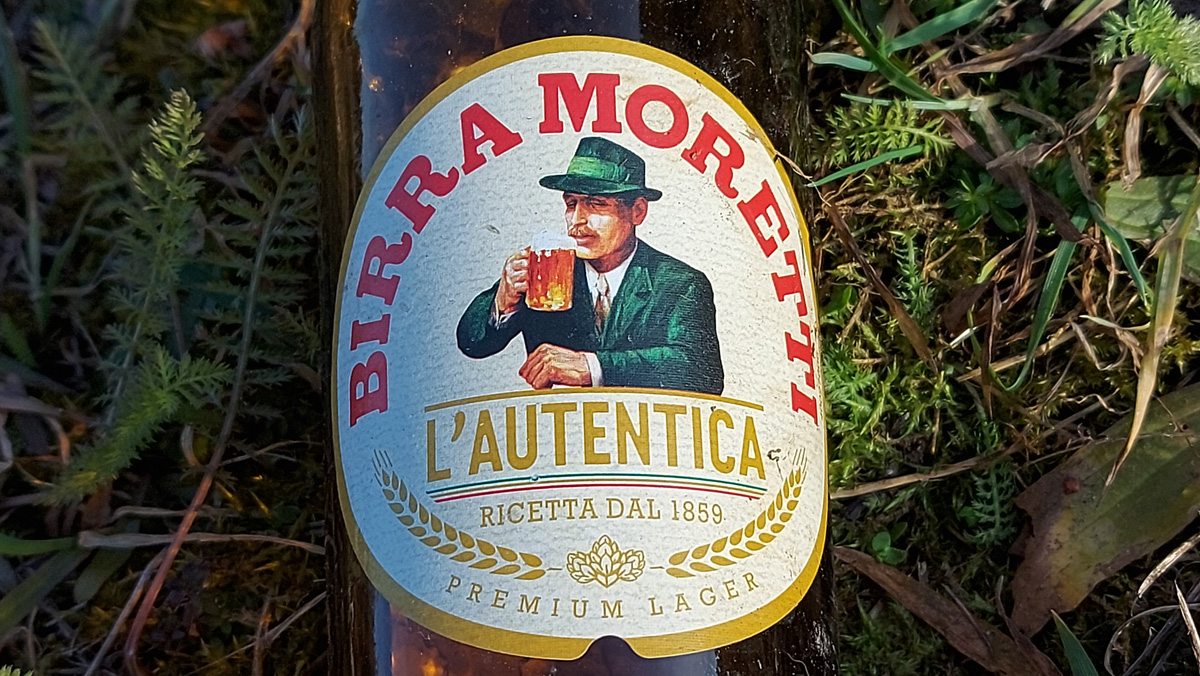 BIRRA MORETTI
L'AUTENTICA
RICETTA DAL 1859
PREMIUM LAGER